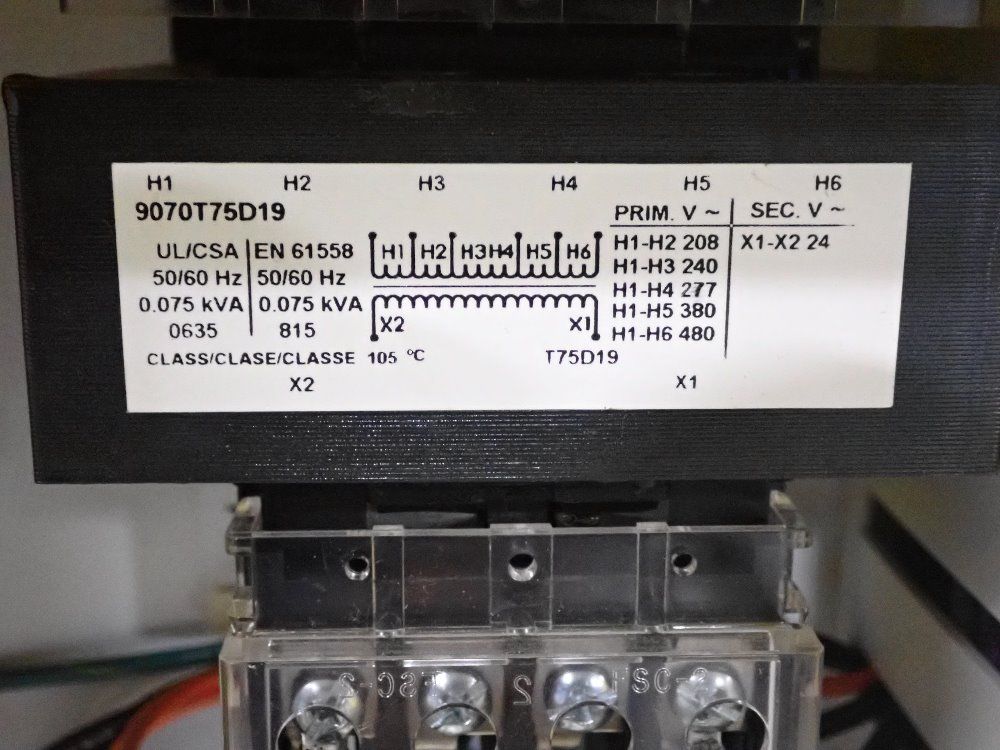 H1 H2 H3 H4 H5 H6
9070T75D19
UL/CSA EN 61558
50/60 Hz 50/60 Hz
0.075 kVA 0.075 kVA
0635 815
CLASS/CLASE/CLASSE 105 °C
X2
H1 H2 H3 H4 H5 H6
X2 X1
T75D19
X1
PRIM. V ~ SEC. V ~
H1-H2 208 X1-X2 24
H1-H3 240
H1-H4 277
H1-H5 380
H1-H6 480